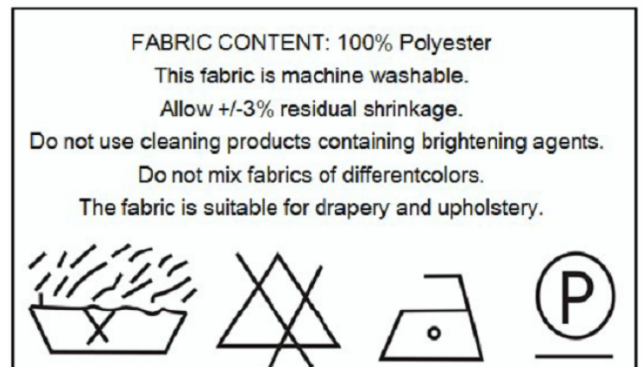 FABRIC CONTENT: 100% Polyester
This fabric is machine washable.
Allow +/-3% residual shrinkage.
Do not use cleaning products containing brightening agents.
Do not mix fabrics of differentcolors.
The fabric is suitable for drapery and upholstery.
P